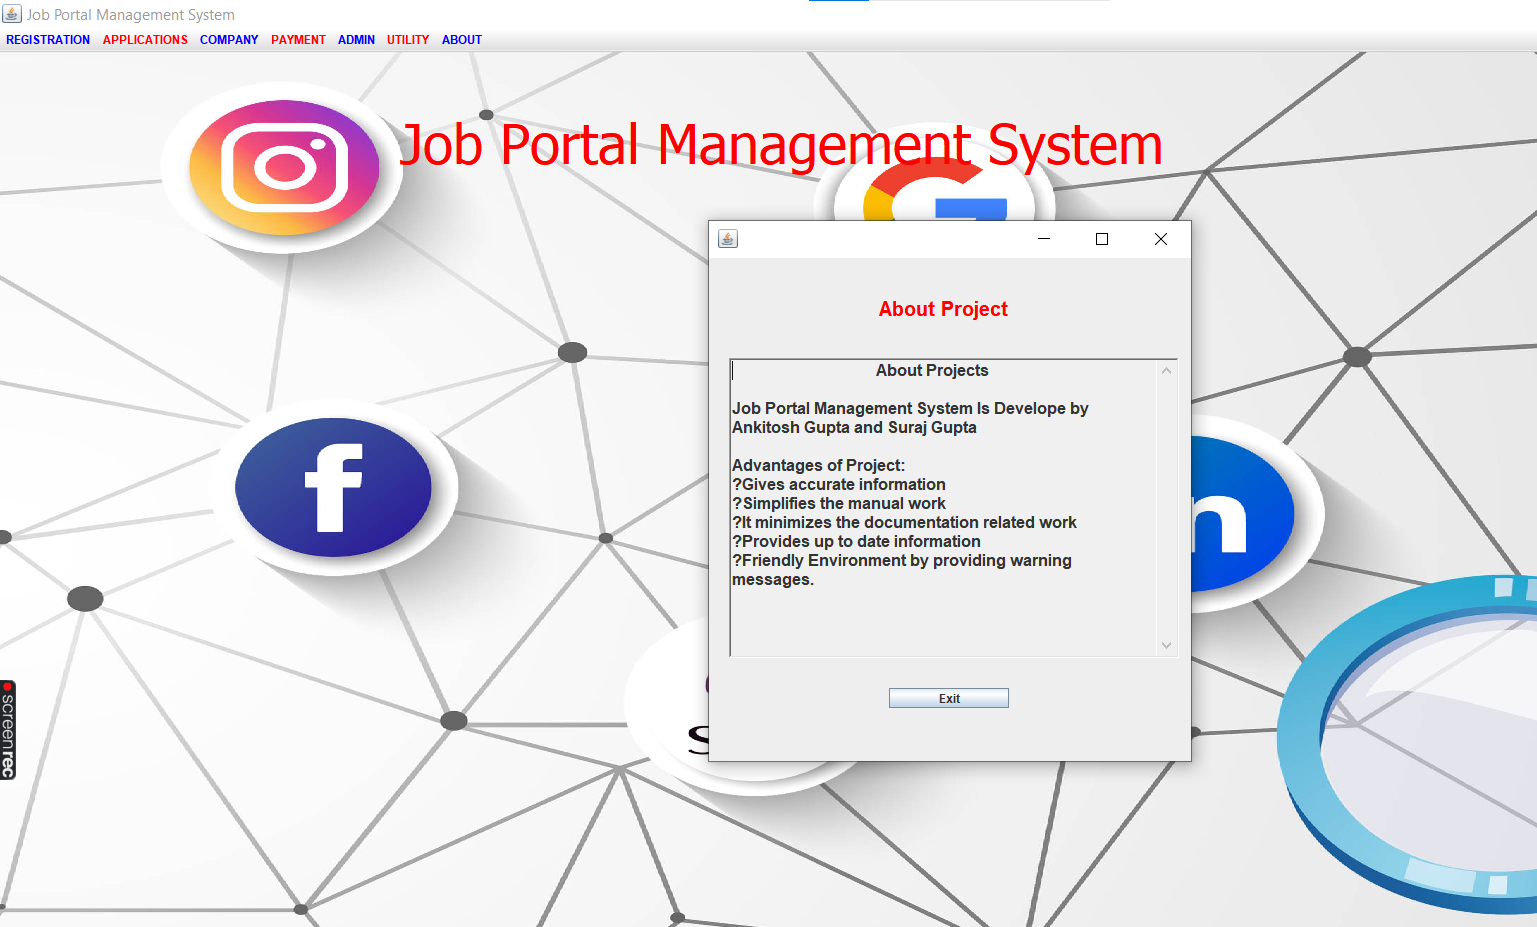 Job Portal Management System
REGISTRATION APPLICATIONS COMPANY PAYMENT ADMIN UTILITY ABOUT
Job Portal Management System
About Project
About Projects
Job Portal Management System Is Develope by
Ankitosh Gupta and Suraj Gupta
Advantages of Project:
?Gives accurate information
?Simplifies the manual work
?It minimizes the documentation related work
?Provides up to date information
?Friendly Environment by providing warning
messages.
Exit
screenrec